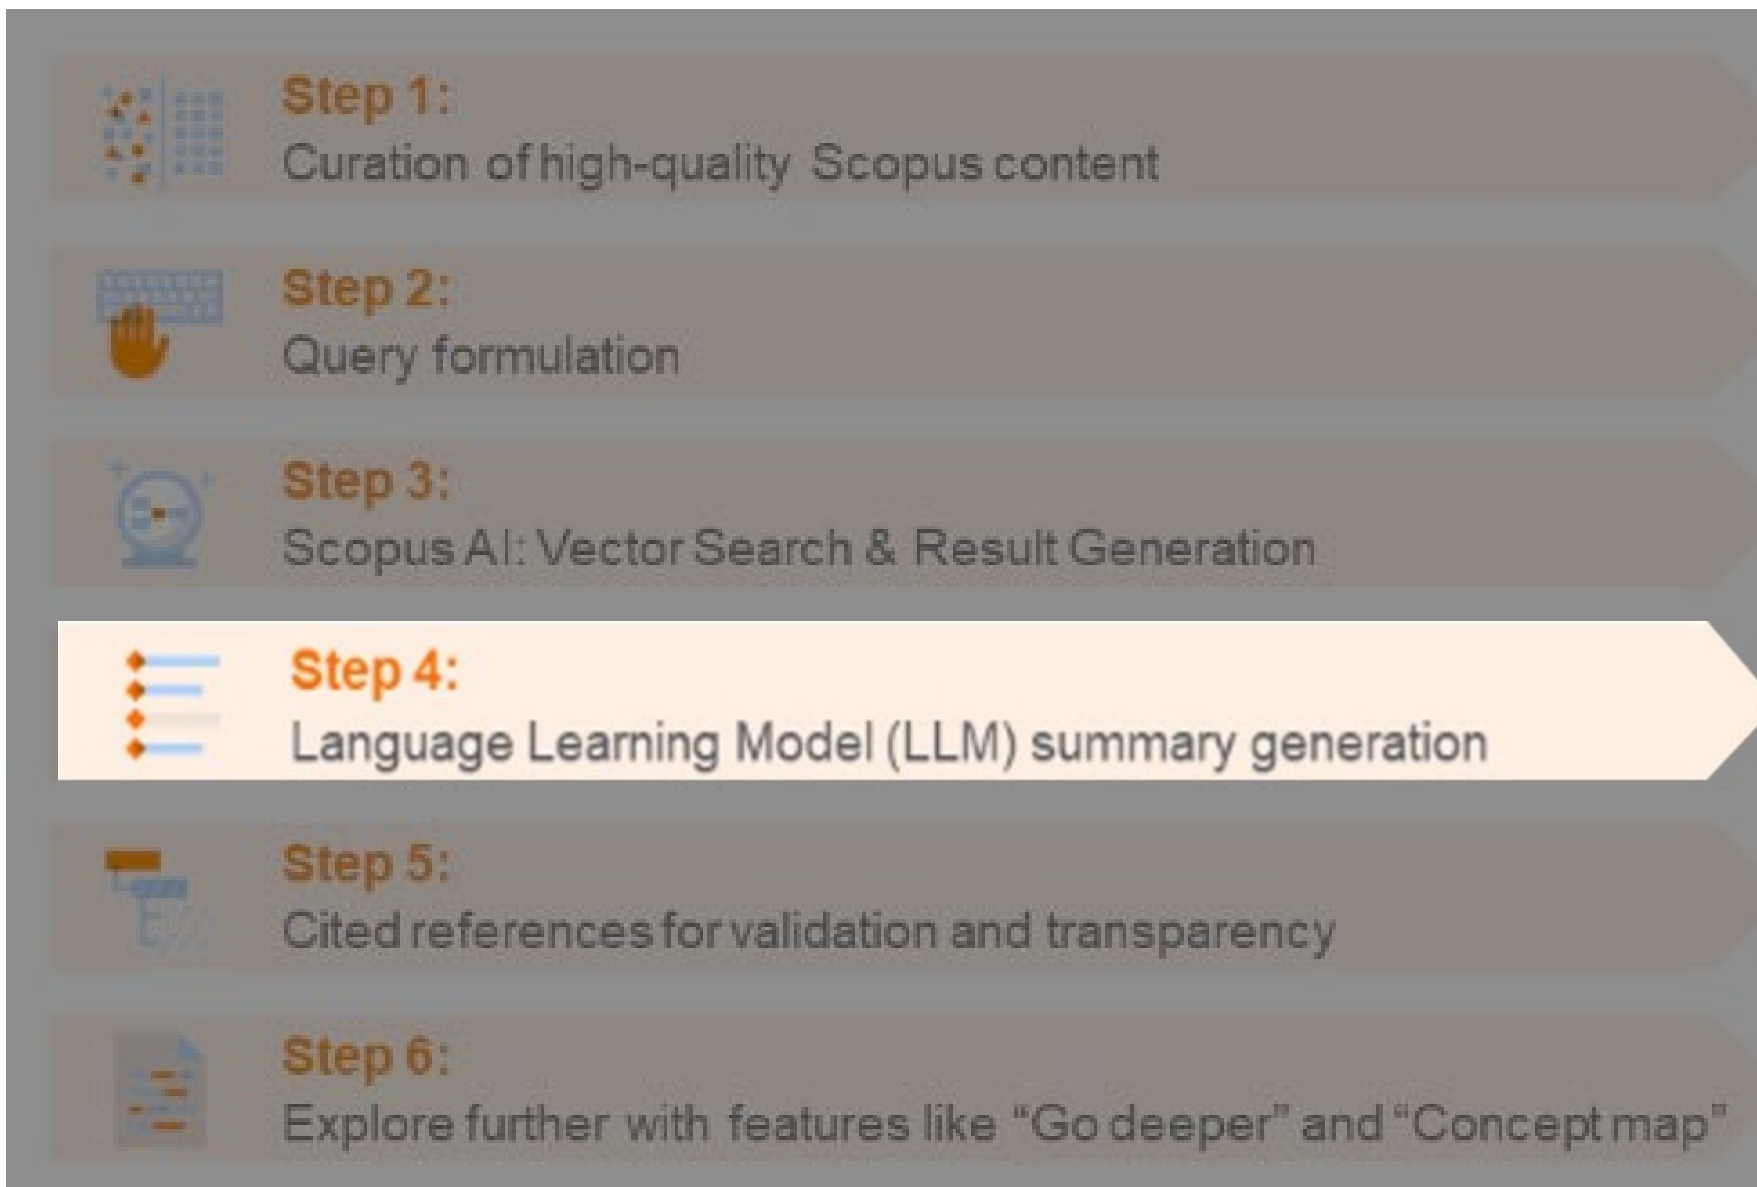 Step 1:
Curation of high-quality Scopus content
Step 2:
Query formulation
Step 3:
Scopus AI: Vector Search & Result Generation
Step 4:
Language Learning Model (LLM) summary generation
Step 5:
Cited references for validation and transparency
Step 6:
Explore further with features like “Go deeper” and “Concept map”